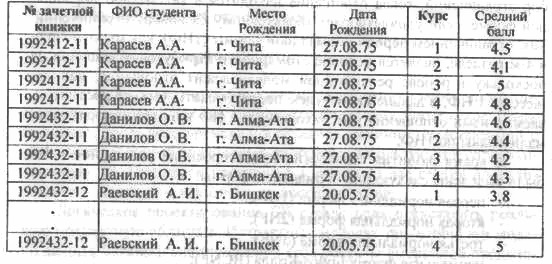 № зачетной книжки | ФИО студента | Место Рождения | Дата Рождения | Курс | Средний балл
1992412-11 Карасев А.А. г. Чита 27.08.75 1 4,5
1992412-11 Карасев А.А. г. Чита 27.08.75 2 4,1
1992412-11 Карасев А.А. г. Чита 27.08.75 3 5
1992412-11 Карасев А.А. г. Чита 27.08.75 4 4,8
1992432-11 Данилов О. В. г. Алма-Ата 27.08.75 1 4,6
1992432-11 Данилов О. В. г. Алма-Ата 27.08.75 2 4,4
1992432-11 Данилов О. В. г. Алма-Ата 27.08.75 3 4,2
1992432-11 Данилов О. В. г. Алма-Ата 27.08.75 4 4,3
1992432-12 Раевский А. И. г. Бишкек 20.05.75 1 3,8
.
.
1992432-12 Раевский А. И. г. Бишкек 20.05.75 4 5